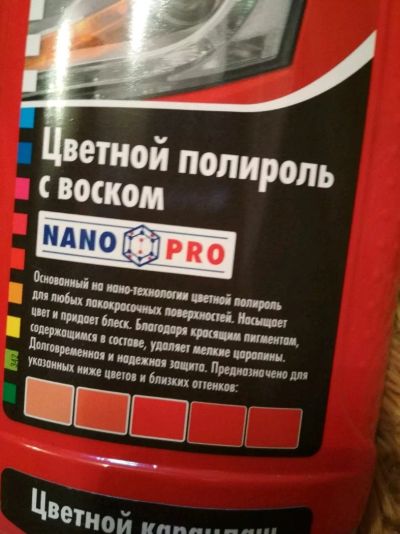 Цветной полироль
с воском
NANO PRO
Основанный на нано-технологии цветной полироль
для любых лакокрасочных поверхностей. Насыщает
цвет и придает блеск. Благодаря красящим пигментам,
содержащимся в составе, удаляет мелкие царапины.
Долговременная и надежная защита. Предназначено для
указанных ниже цветов и близких оттенков:
Цветной карандаш